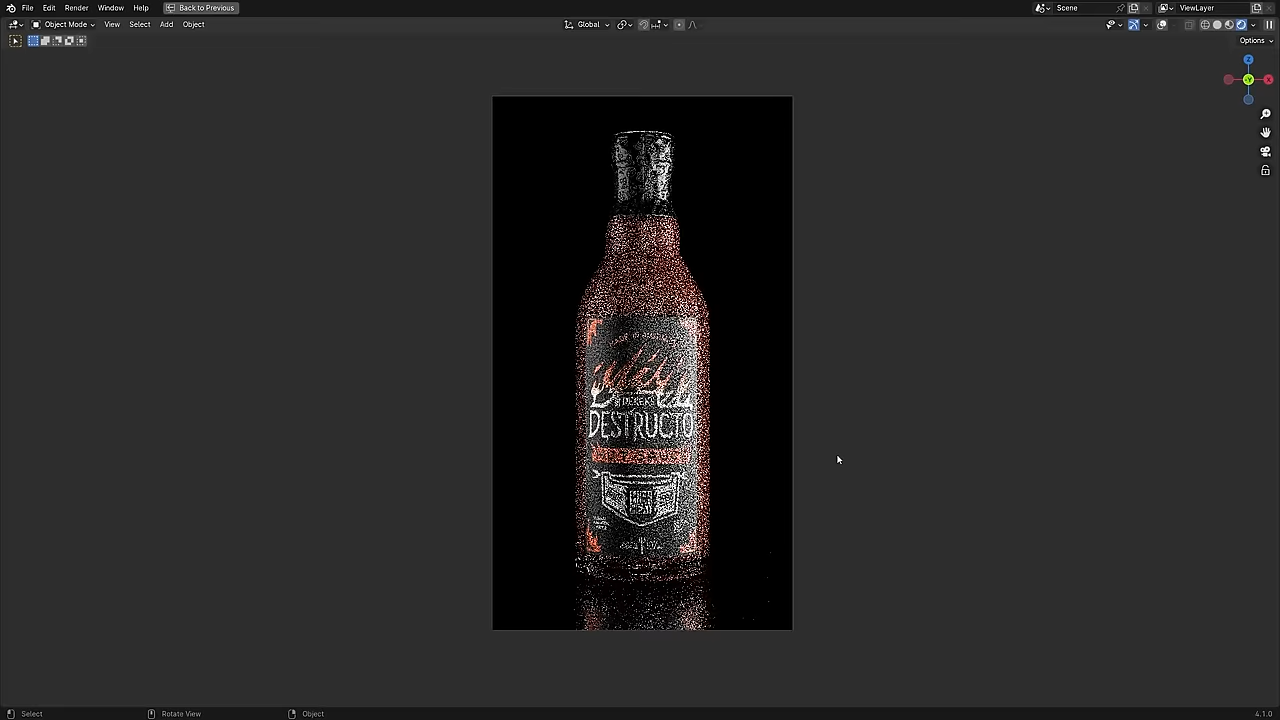 File Edit Render Window Help Back to Previous Scene ViewLayer
Object Mode View Select Add Object Global
Options
Z
Y X
DESTRUCTO
Select Rotate View Object 4.1.0